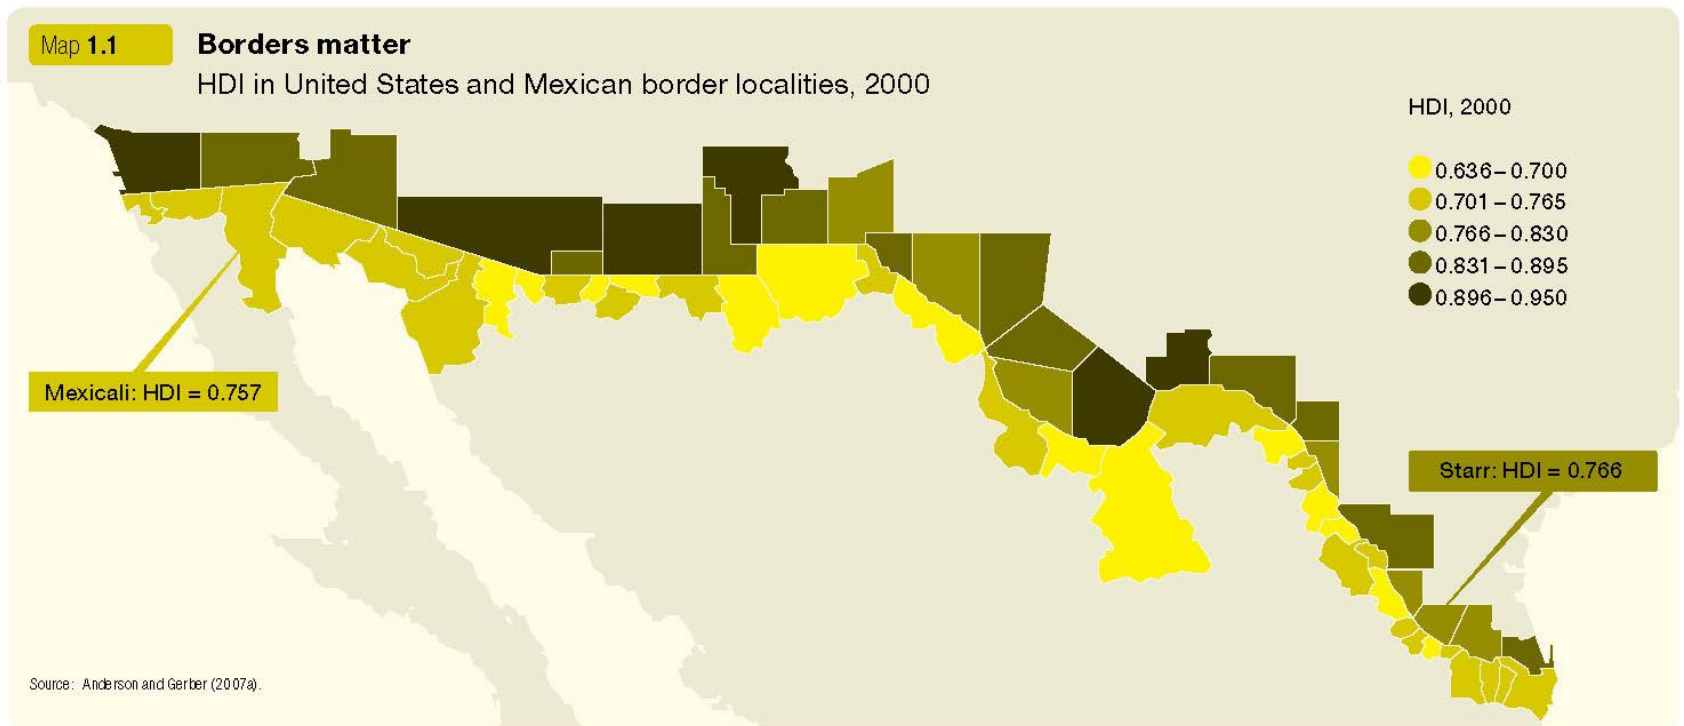 Map 1.1
Borders matter
HDI in United States and Mexican border localities, 2000
HDI, 2000
0.636–0.700
0.701–0.765
0.766–0.830
0.831–0.895
0.896–0.950
Mexicali: HDI = 0.757
Starr: HDI = 0.766
Source: Anderson and Gerber (2007a).